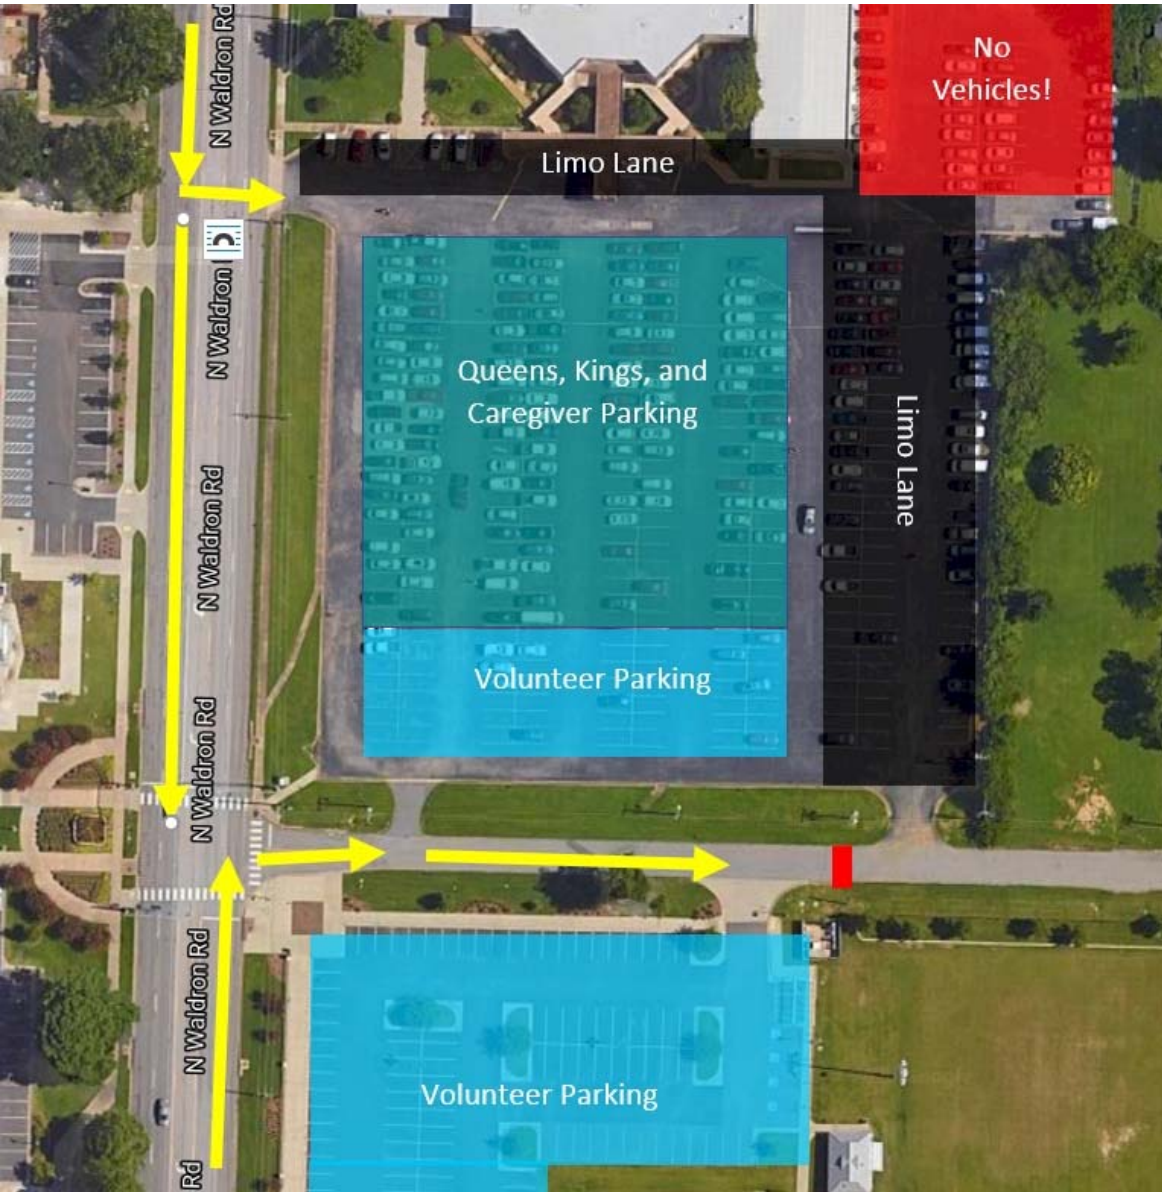 N Waldron Rd
No
Vehicles!
Limo Lane
N Waldron
Queens, Kings, and
Caregiver Parking
Limo Lane
N Waldron Rd
Volunteer Parking
N Waldron Rd
N Waldron Rd
Volunteer Parking
Rd